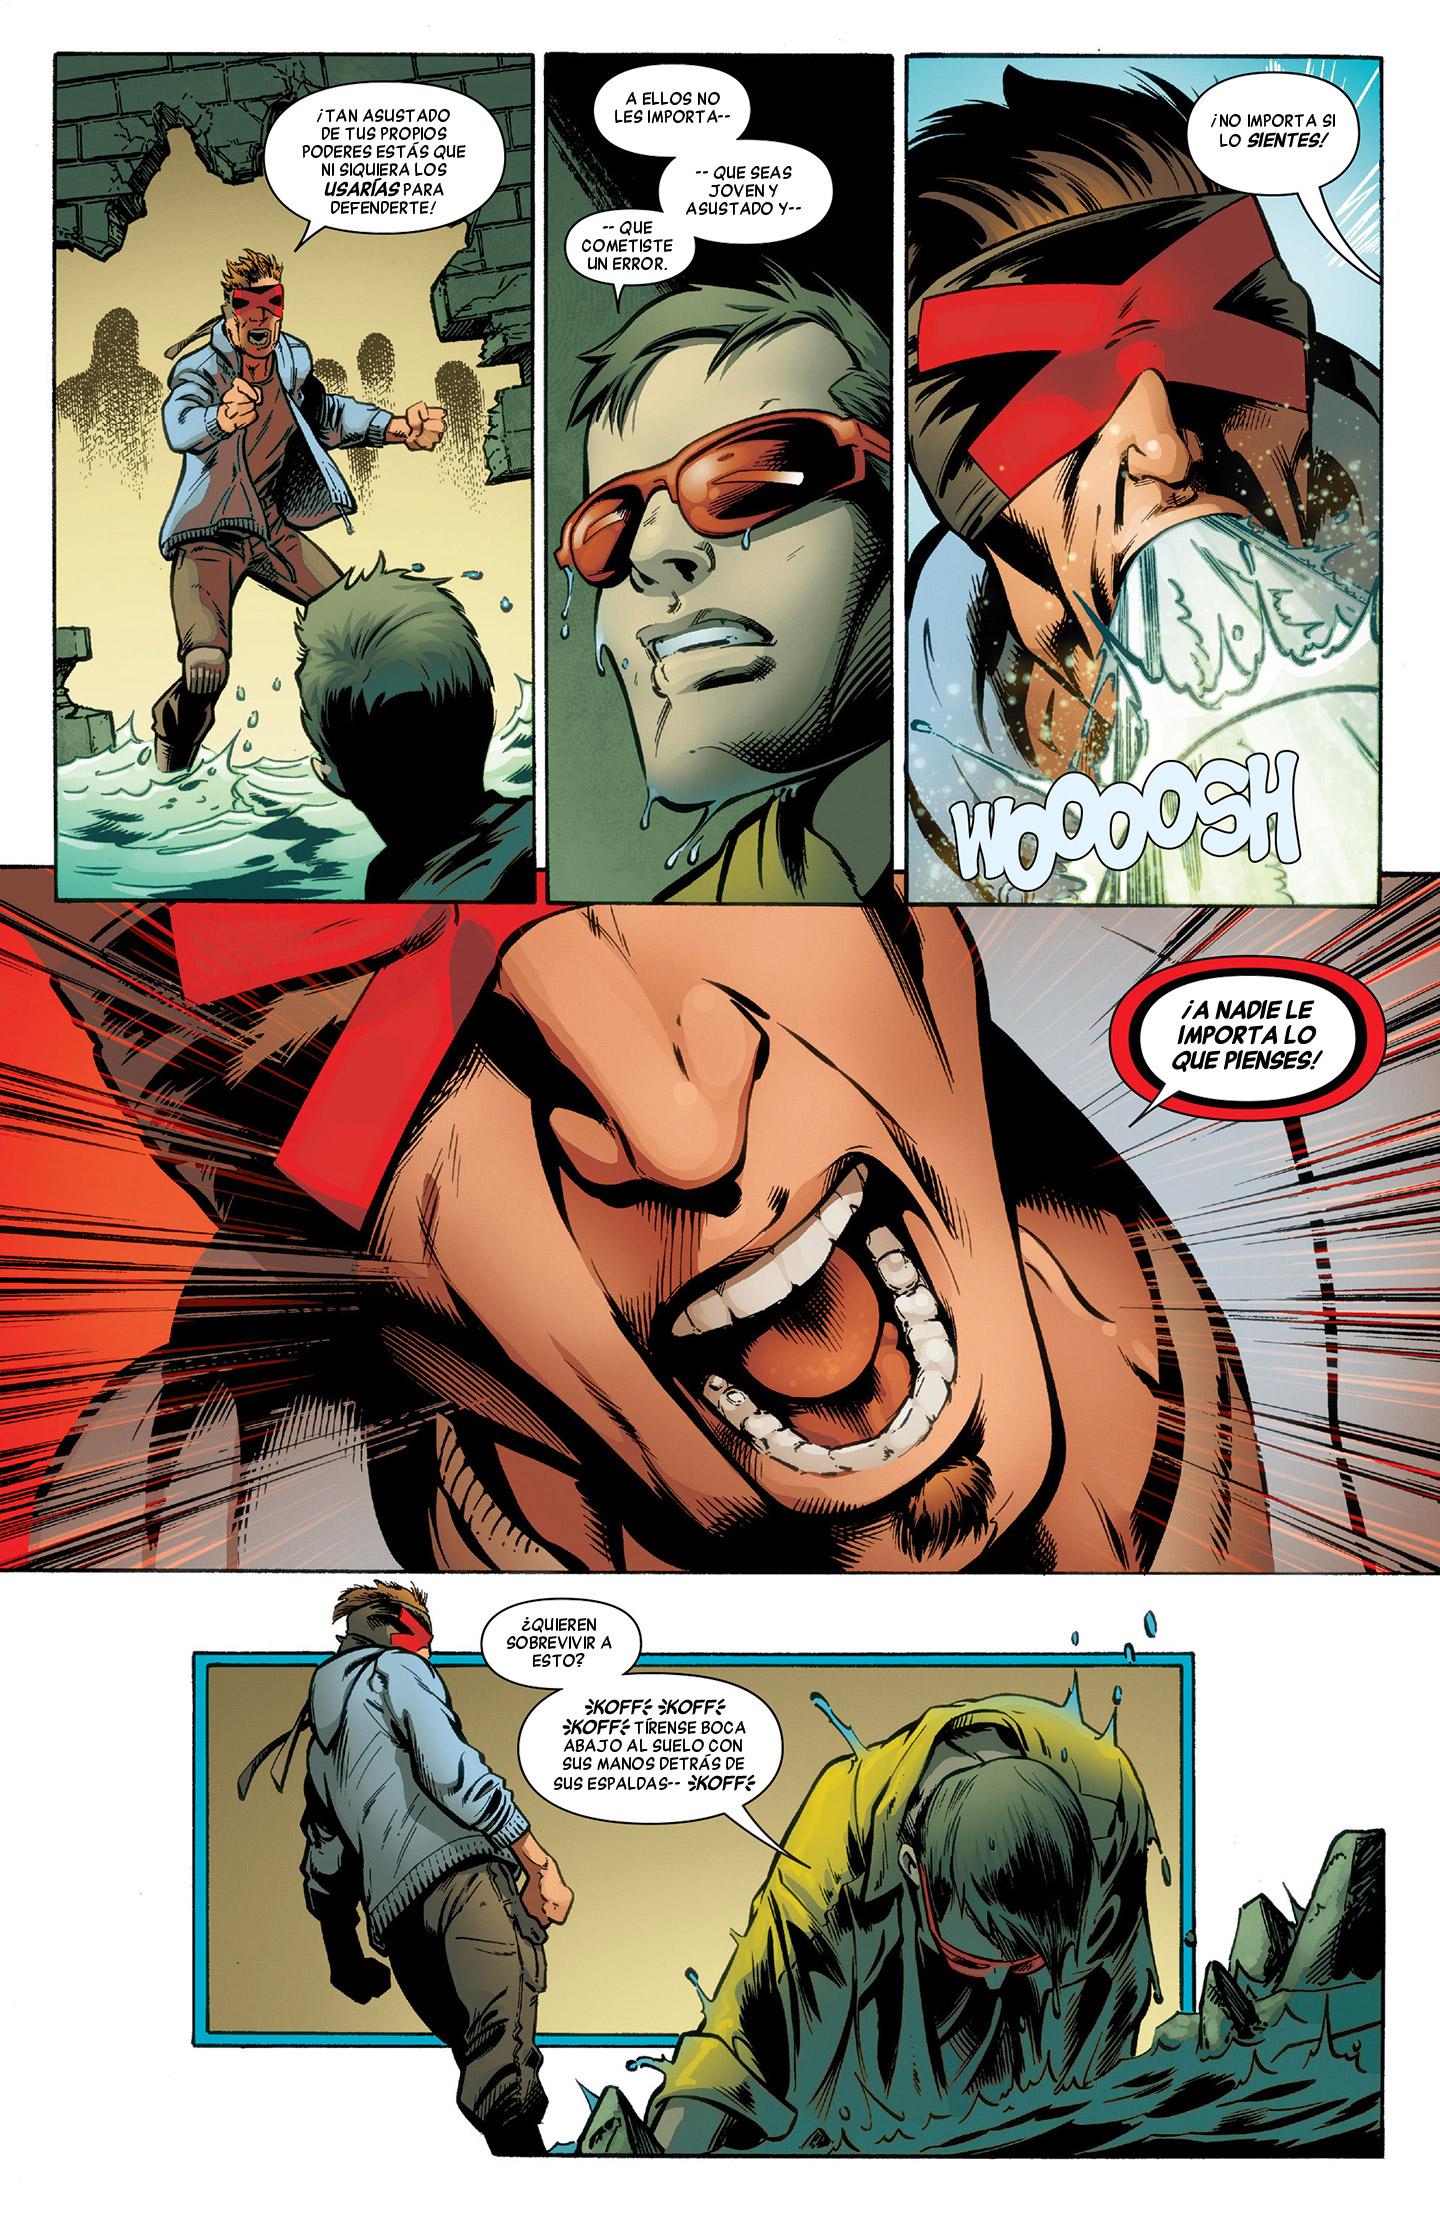 ¡TAN ASUSTADO
DE TUS PROPIOS
PODERES ESTÁS QUE
NI SIQUIERA LOS
USARÍAS PARA
DEFENDERTE!
A ELLOS NO
LES IMPORTA--
-- QUE SEAS
JOVEN Y
ASUSTADO Y--
-- QUE
COMETISTE
UN ERROR.
¡NO IMPORTA SI
LO SIENTES!
WOOOOSH
¡A NADIE LE
IMPORTA LO
QUE PIENSES!
¿QUIEREN
SOBREVIVIR A
ESTO?
KOFF KOFF
KOFF TÍRENSE BOCA
ABAJO AL SUELO CON
SUS MANOS DETRÁS DE
SUS ESPALDAS-- KOFF